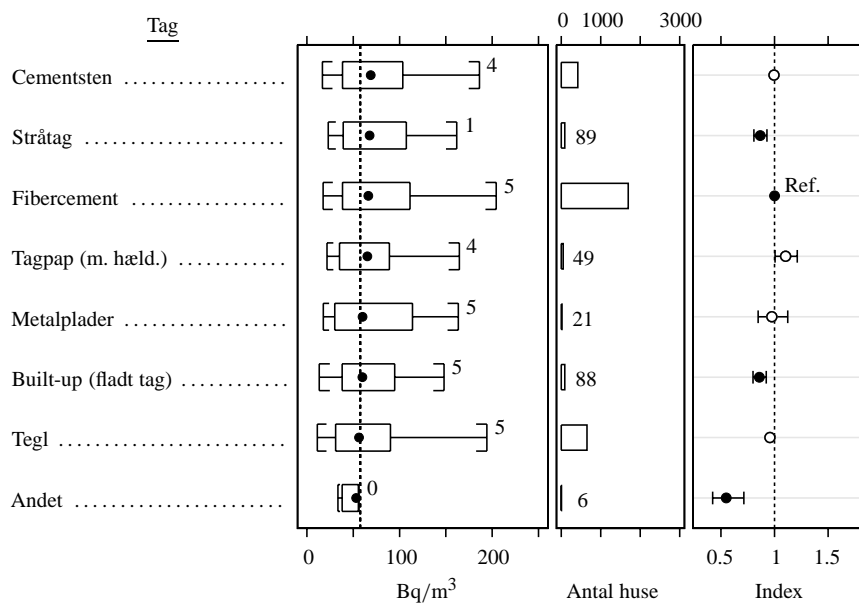 Tag
0 1000 3000
Cementsten 4
Stråtag 1 89
Fibercement 5 Ref.
Tagpap (m. hæld.) 4 49
Metalplader 5 21
Built-up (fladt tag) 5 88
Tegl 5
Andet 0 6
0 100 200 0.5 1 1.5
Bq/m³ Antal huse Index